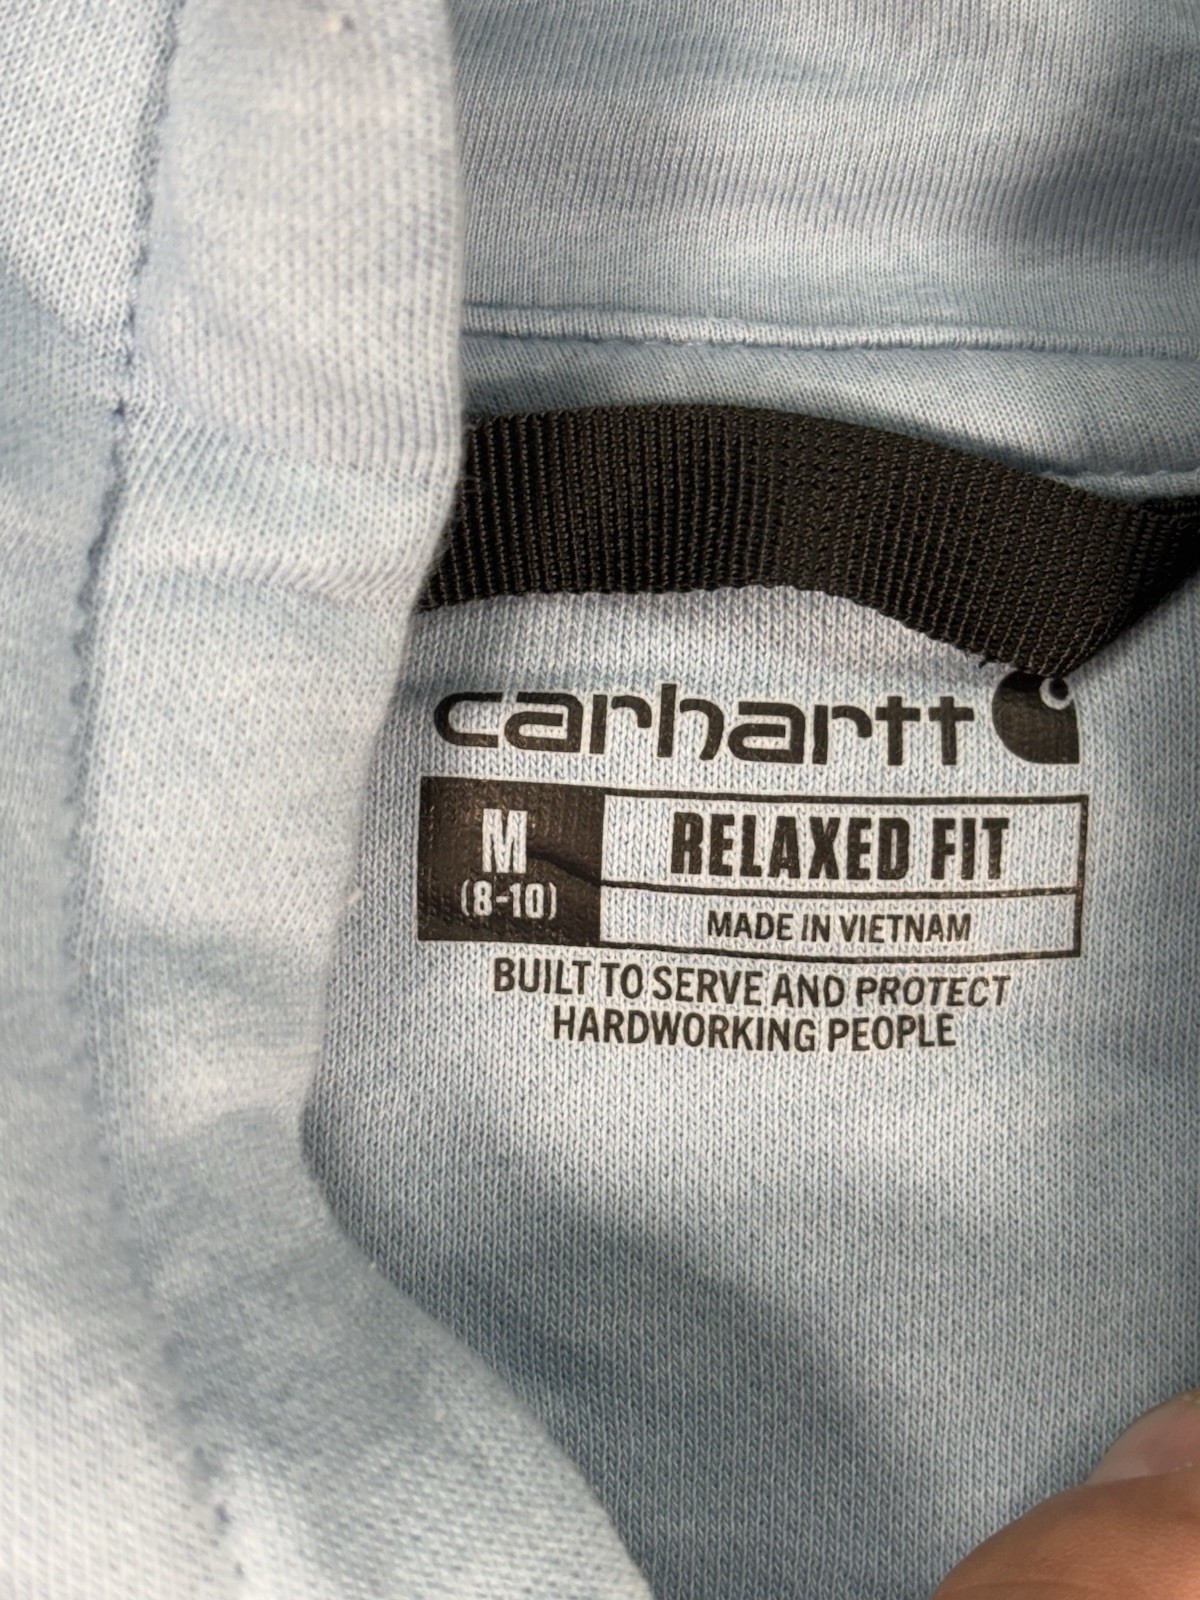 carhartt
M
(8-10)
RELAXED FIT
MADE IN VIETNAM
BUILT TO SERVE AND PROTECT
HARDWORKING PEOPLE